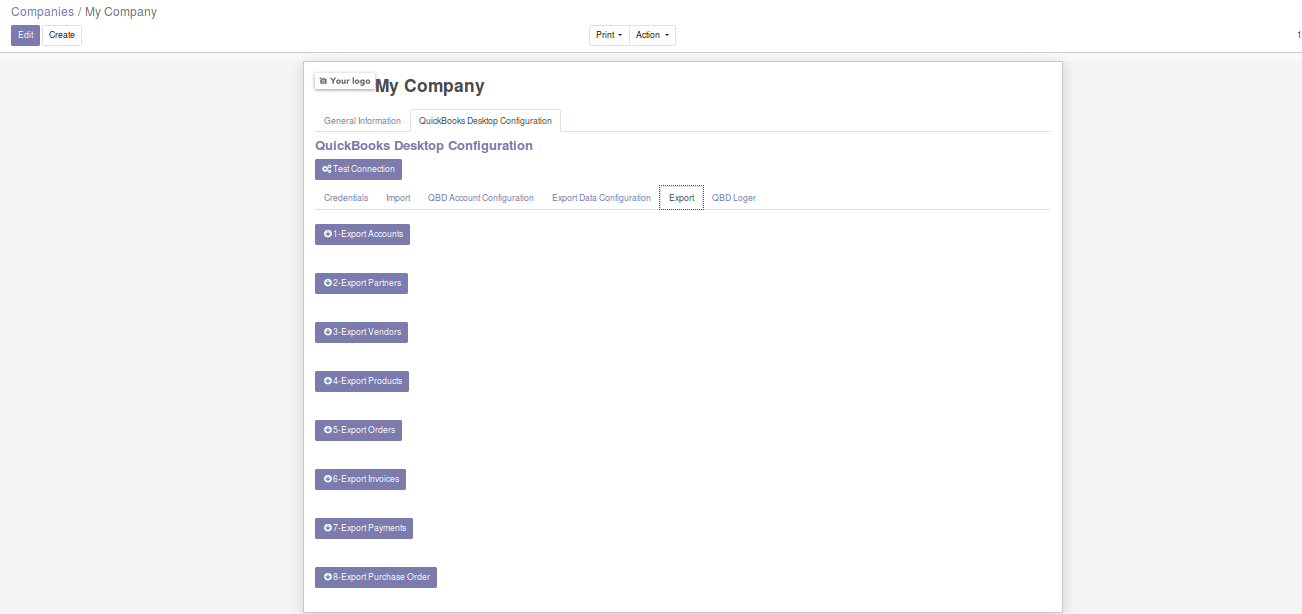 Companies / My Company
Edit Create Print Action 1
Your logo My Company
General Information QuickBooks Desktop Configuration
QuickBooks Desktop Configuration
Test Connection
Credentials Import QBD Account Configuration Export Data Configuration Export QBD Loger
1-Export Accounts
2-Export Partners
3-Export Vendors
4-Export Products
5-Export Orders
6-Export Invoices
7-Export Payments
8-Export Purchase Order